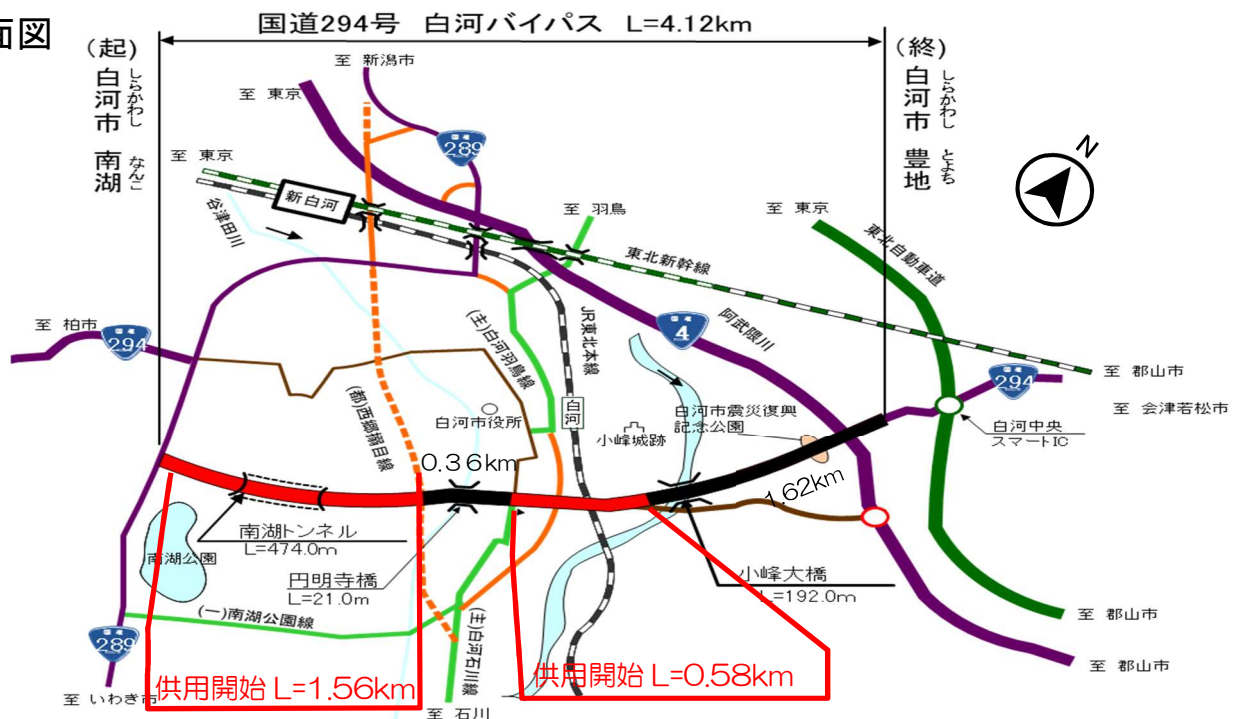 面図
国道294号 白河バイパス L=4.12km
(起)
白河市 南湖
しらかわし なんこ
(終)
白河市 豊地
しらかわし とよち
至 新潟市
至 東京
国道
289
N
至 東京
新白河
谷津田川
至 羽鳥
至 東京
東北自動車道
東北新幹線
至 柏市
294
(主)白河羽鳥線
JR東北本線
国道
4
阿武隈川
至 郡山市
国道
294
至 会津若松市
(都)西郷搦目線
白河市役所
白河
小峰城跡
白河市震災復興
記念公園
白河中央
スマートIC
0.36km
1.62km
南湖トンネル
L=474.0m
南湖公園
円明寺橋
L=21.0m
小峰大橋
L=192.0m
(一)南湖公園線
(主)白河石川線
国道
289
至 郡山市
至 郡山市
供用開始 L=1.56km
供用開始 L=0.58km
至 いわき市
至 石川